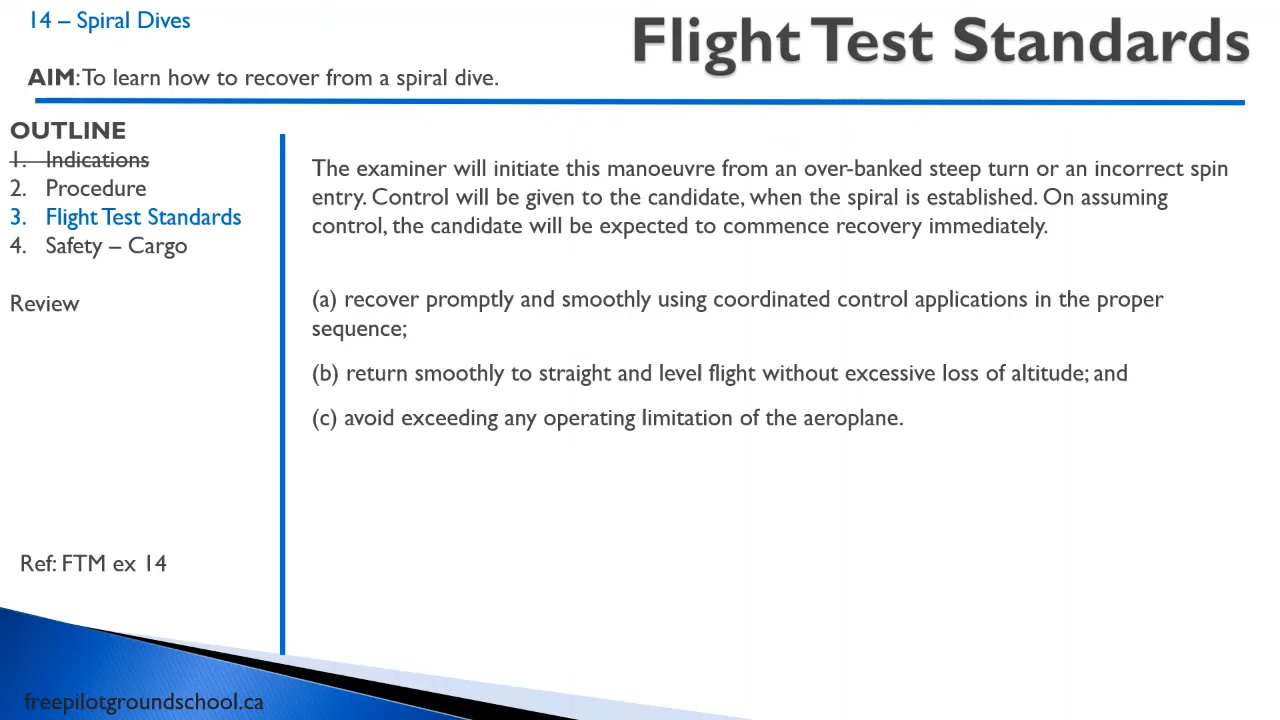 14 – Spiral Dives
Flight Test Standards
AIM: To learn how to recover from a spiral dive.
OUTLINE
1. Indications
2. Procedure
3. Flight Test Standards
4. Safety – Cargo
Review
Ref: FTM ex 14
The examiner will initiate this manoeuvre from an over-banked steep turn or an incorrect spin
entry. Control will be given to the candidate, when the spiral is established. On assuming
control, the candidate will be expected to commence recovery immediately.
(a) recover promptly and smoothly using coordinated control applications in the proper
sequence;
(b) return smoothly to straight and level flight without excessive loss of altitude; and
(c) avoid exceeding any operating limitation of the aeroplane.
freepilotgroundschool.ca